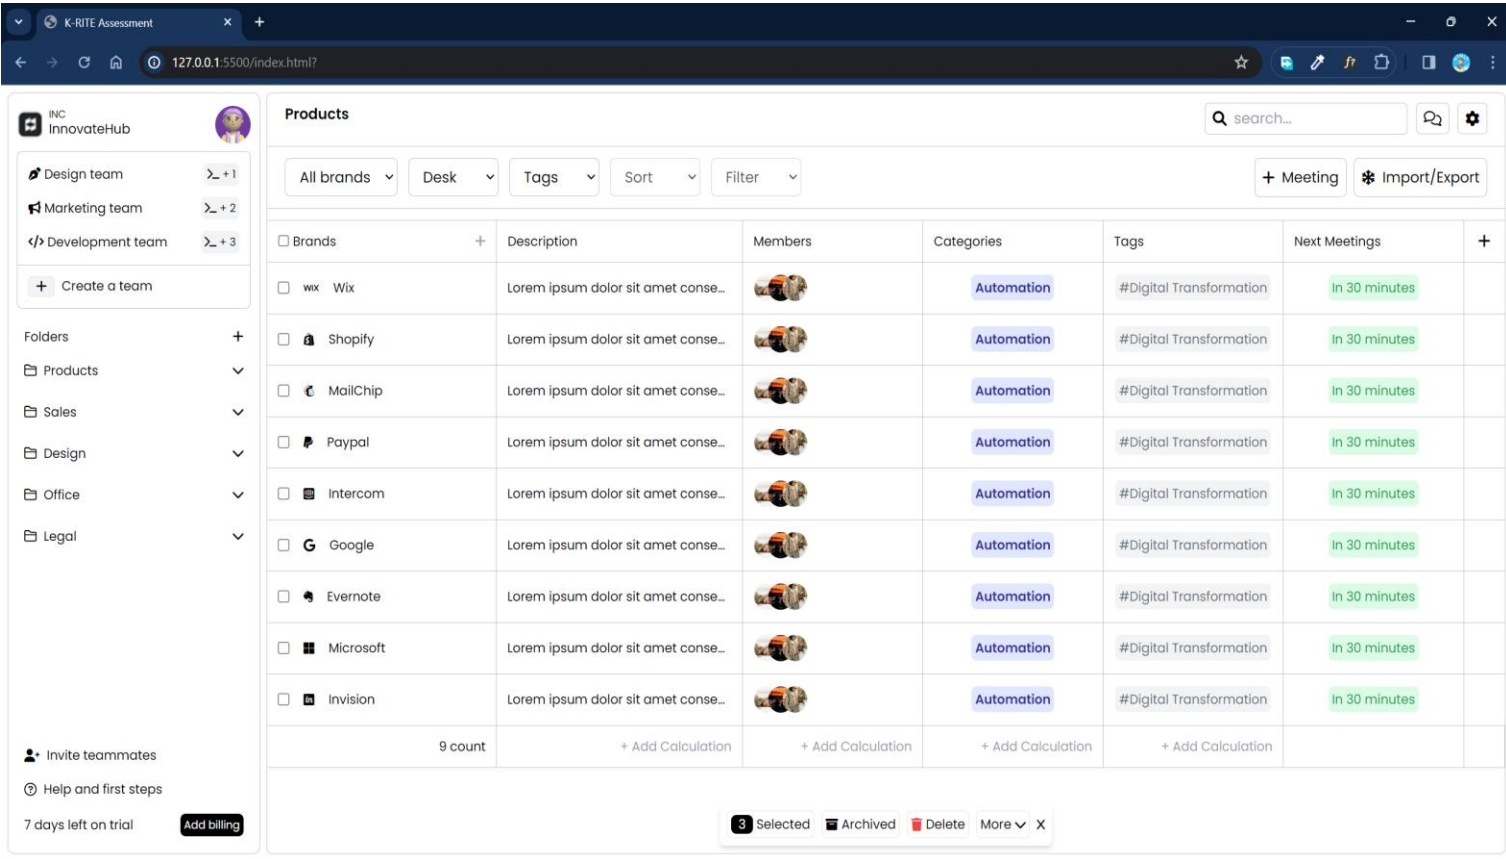 K-RITE Assessment
127.0.0.1:5500/index.html?
INC
InnovateHub
Design team + 1
Marketing team + 2
</> Development team + 3
+ Create a team
Folders +
Products
Sales
Design
Office
Legal
Invite teammates
Help and first steps
7 days left on trial Add billing
Products
search...
All brands Desk Tags Sort Filter
+ Meeting Import/Export
Brands + Description Members Categories Tags Next Meetings +
WIX Wix Lorem ipsum dolor sit amet conse... Automation #Digital Transformation In 30 minutes
Shopify Lorem ipsum dolor sit amet conse... Automation #Digital Transformation In 30 minutes
MailChip Lorem ipsum dolor sit amet conse... Automation #Digital Transformation In 30 minutes
Paypal Lorem ipsum dolor sit amet conse... Automation #Digital Transformation In 30 minutes
Intercom Lorem ipsum dolor sit amet conse... Automation #Digital Transformation In 30 minutes
G Google Lorem ipsum dolor sit amet conse... Automation #Digital Transformation In 30 minutes
Evernote Lorem ipsum dolor sit amet conse... Automation #Digital Transformation In 30 minutes
Microsoft Lorem ipsum dolor sit amet conse... Automation #Digital Transformation In 30 minutes
in Invision Lorem ipsum dolor sit amet conse... Automation #Digital Transformation In 30 minutes
9 count + Add Calculation + Add Calculation + Add Calculation + Add Calculation
3 Selected Archived Delete More X